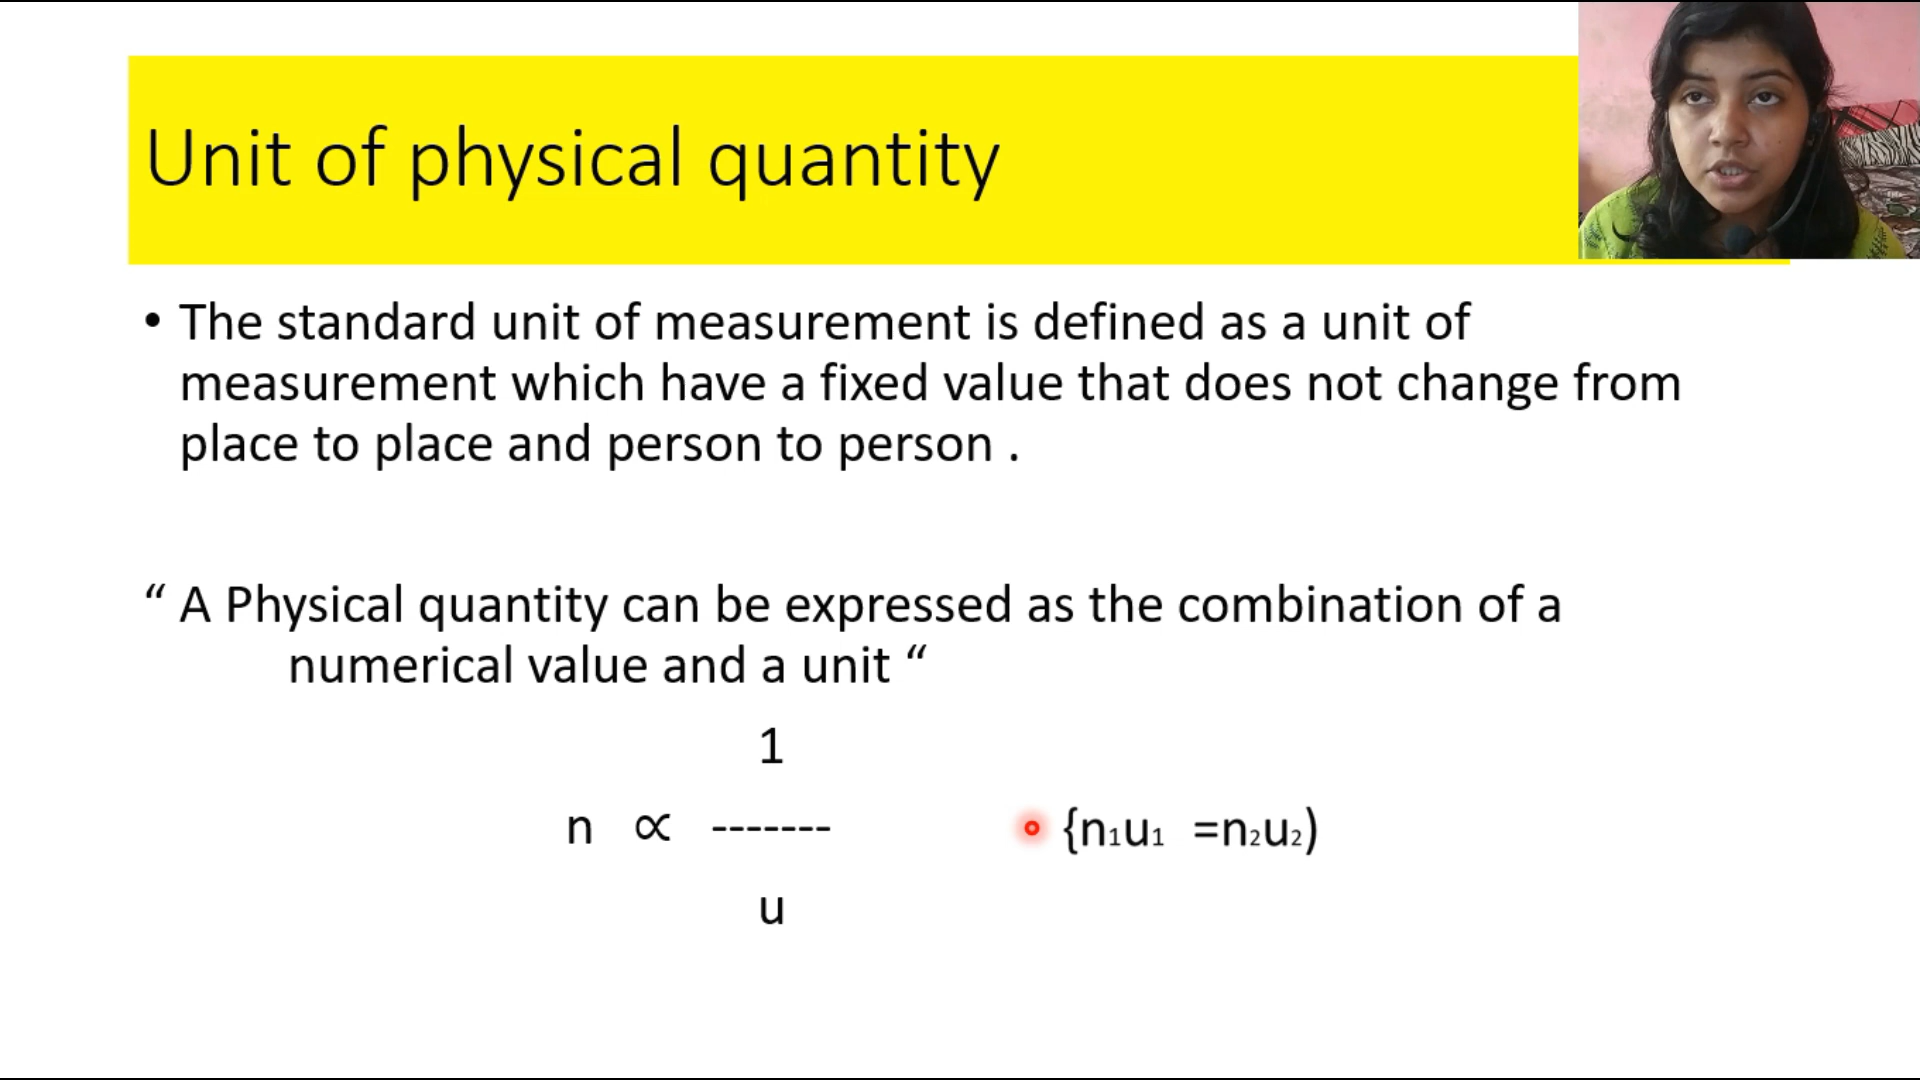 Unit of physical quantity
• The standard unit of measurement is defined as a unit of
measurement which have a fixed value that does not change from
place to place and person to person .
“ A Physical quantity can be expressed as the combination of a
numerical value and a unit “
1
n ∝ ------- {n₁u₁ =n₂u₂)
u